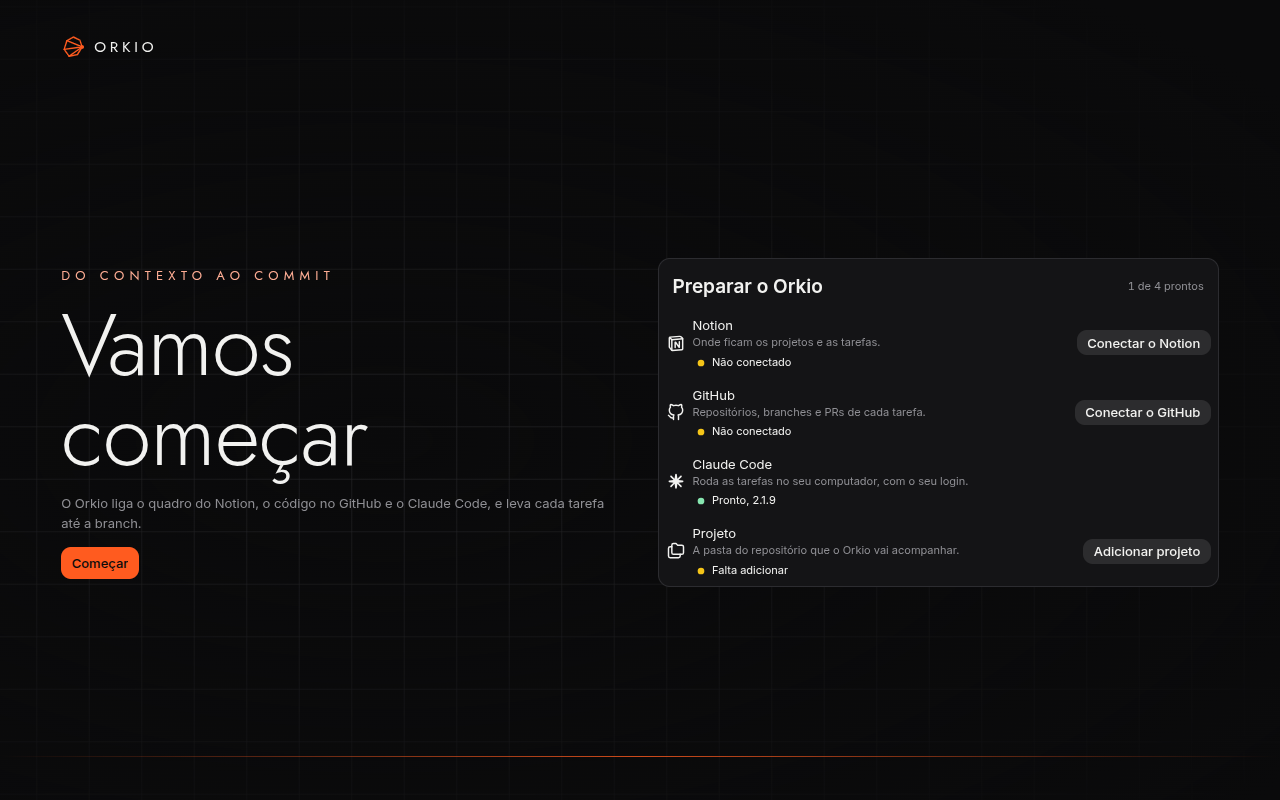 ORKIO
DO CONTEXTO AO COMMIT
Vamos
começar
O Orkio liga o quadro do Notion, o código no GitHub e o Claude Code, e leva cada tarefa
até a branch.
Começar
Preparar o Orkio
1 de 4 prontos
Notion
Onde ficam os projetos e as tarefas.
Não conectado
Conectar o Notion
GitHub
Repositórios, branches e PRs de cada tarefa.
Não conectado
Conectar o GitHub
Claude Code
Roda as tarefas no seu computador, com o seu login.
Pronto, 2.1.9
Projeto
A pasta do repositório que o Orkio vai acompanhar.
Falta adicionar
Adicionar projeto